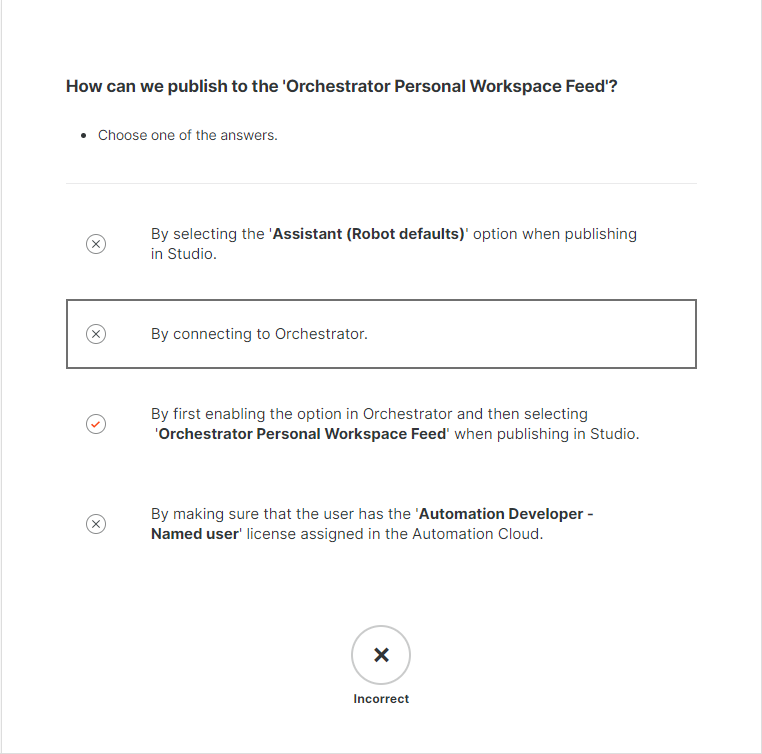 How can we publish to the 'Orchestrator Personal Workspace Feed'?
Choose one of the answers.
By selecting the 'Assistant (Robot defaults)' option when publishing
in Studio.
By connecting to Orchestrator.
By first enabling the option in Orchestrator and then selecting
'Orchestrator Personal Workspace Feed' when publishing in Studio.
By making sure that the user has the 'Automation Developer -
Named user' license assigned in the Automation Cloud.
Incorrect